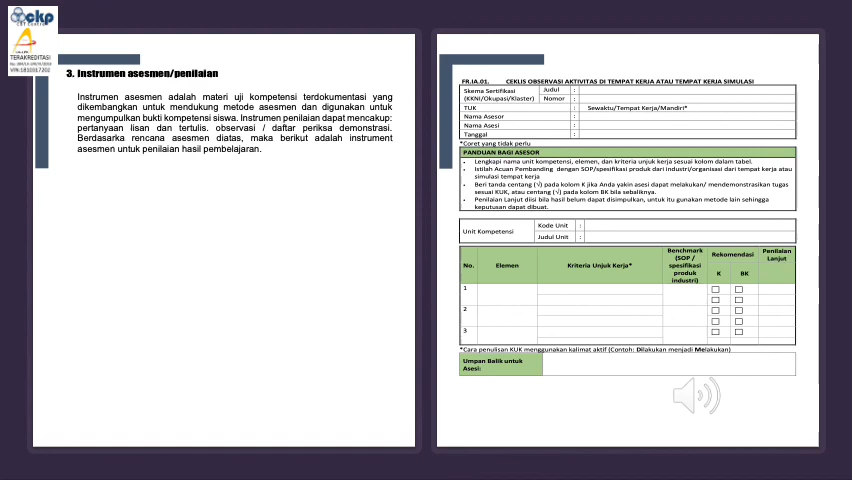 ckp
TERAKREDITASI
3. Instrumen asesmen/penilaian
Instrumen asesmen adalah materi uji kompetensi terdokumentasi yang
dikembangkan untuk mendukung metode asesmen dan digunakan untuk
mengumpulkan bukti kompetensi siswa. Instrumen penilaian dapat mencakup:
pertanyaan lisan dan tertulis. observasi / daftar periksa demonstrasi.
Berdasarka rencana asesmen diatas, maka berikut adalah instrument
asesmen untuk penilaian hasil pembelajaran.
FR.IA.01. CEKLIS OBSERVASI AKTIVITAS DI TEMPAT KERJA ATAU TEMPAT KERJA SIMULASI
Skema Sertifikasi
(KKNI/Okupasi/Klaster)
Judul :
Nomor :
TUK : Sewaktu/Tempat Kerja/Mandiri*
Nama Asesor :
Nama Asesi :
Tanggal :
*Coret yang tidak perlu
PANDUAN BAGI ASESOR
• Lengkapi nama unit kompetensi, elemen, dan kriteria unjuk kerja sesuai kolom dalam tabel.
• Istilah Acuan Pembanding dengan SOP/spesifikasi produk dari industri/organisasi dari tempat kerja atau
simulasi tempat kerja
• Beri tanda centang (√) pada kolom K jika Anda yakin asesi dapat melakukan/ mendemonstrasikan tugas
sesuai KUK, atau centang (√) pada kolom BK bila sebaliknya.
• Penilaian Lanjut diisi bila hasil belum dapat disimpulkan, untuk itu gunakan metode lain sehingga
keputusan dapat dibuat.
Unit Kompetensi
Kode Unit :
Judul Unit :
No.
Elemen
Kriteria Unjuk Kerja*
Benchmark
(SOP /
spesifikasi
produk
industri)
Rekomendasi
K BK
Penilaian
Lanjut
1
2
3
*Cara penulisan KUK menggunakan kalimat aktif (Contoh: Dilakukan menjadi Melakukan)
Umpan Balik untuk
Asesi: